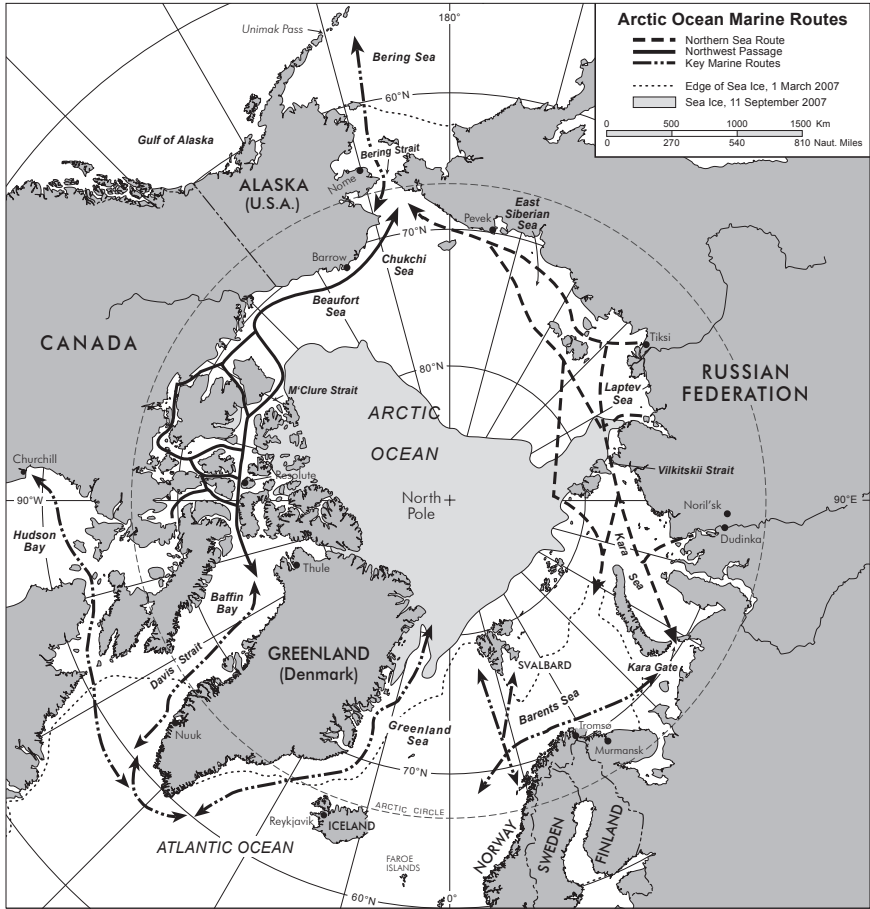 Arctic Ocean Marine Routes
Northern Sea Route
Northwest Passage
Key Marine Routes
Edge of Sea Ice, 1 March 2007
Sea Ice, 11 September 2007
0 500 1000 1500 Km
0 270 540 810 Naut. Miles
180°
Unimak Pass
Bering Sea
60°N
Gulf of Alaska
Bering Strait
Nome
ALASKA
(U.S.A.)
East
Siberian
Sea
Pevek
70°N
Barrow
Chukchi
Sea
Beaufort
Sea
CANADA
Tiksi
80°N
RUSSIAN
FEDERATION
M'Clure Strait
Laptev
Sea
ARCTIC
OCEAN
Churchill
Resolute
Vilkitskii Strait
90°W
North
Pole
90°E
Noril'sk
Dudinka
Hudson
Bay
Kara
Sea
Thule
Baffin
Bay
GREENLAND
(Denmark)
SVALBARD
Kara Gate
Davis Strait
Barents Sea
Nuuk
Greenland
Sea
Tromsø
Murmansk
70°N
ARCTIC CIRCLE
Reykjavik
ICELAND
ATLANTIC OCEAN
NORWAY
SWEDEN
FINLAND
FAROE
ISLANDS
60°N
0°